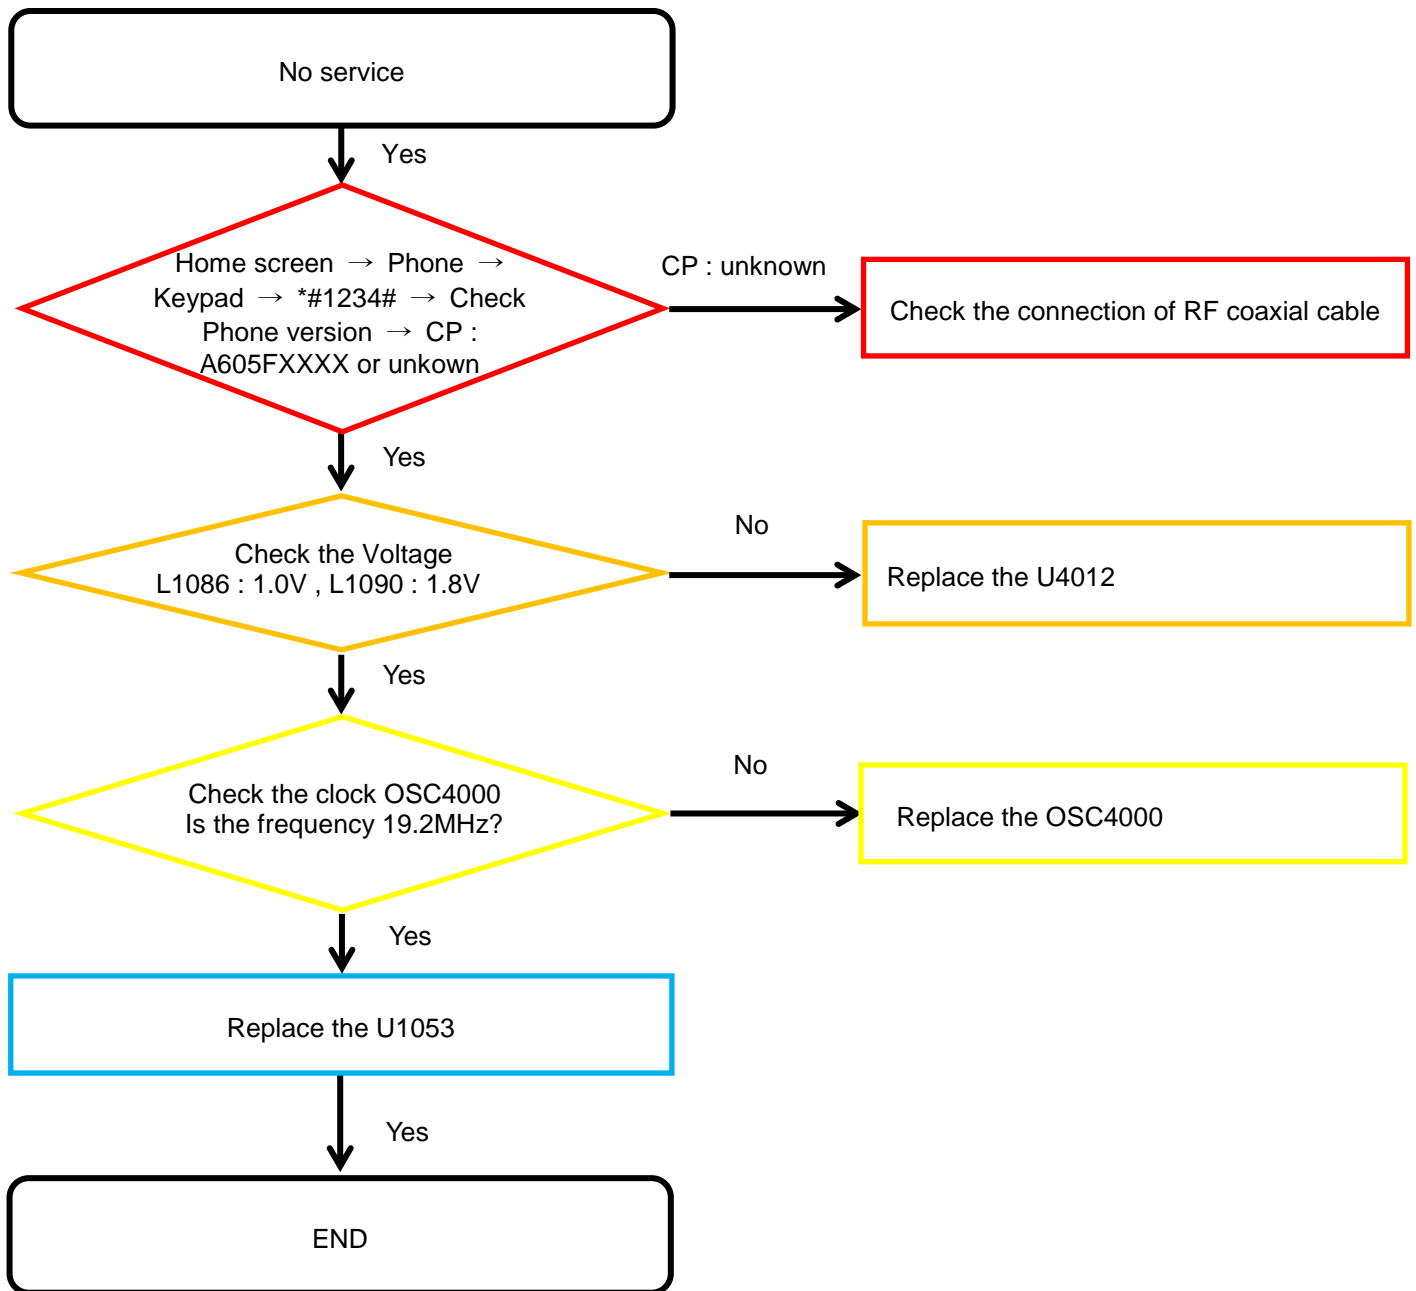 No service
Yes
Home screen → Phone →
Keypad → *#1234# → Check
Phone version → CP :
A605FXXXX or unkown
CP : unknown
Check the connection of RF coaxial cable
Yes
Check the Voltage
L1086 : 1.0V , L1090 : 1.8V
No
Replace the U4012
Yes
Check the clock OSC4000
Is the frequency 19.2MHz?
No
Replace the OSC4000
Yes
Replace the U1053
Yes
END